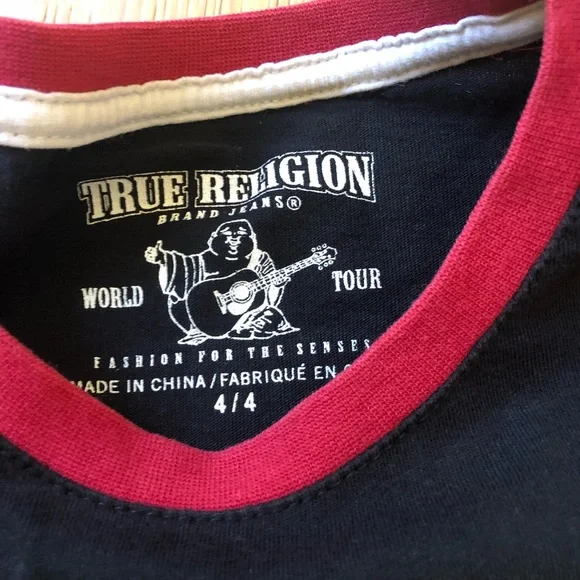 TRUE RELIGION
BRAND JEANS®
WORLD TOUR
FASHION FOR THE SENSES
MADE IN CHINA/FABRIQUÉ EN
4/4